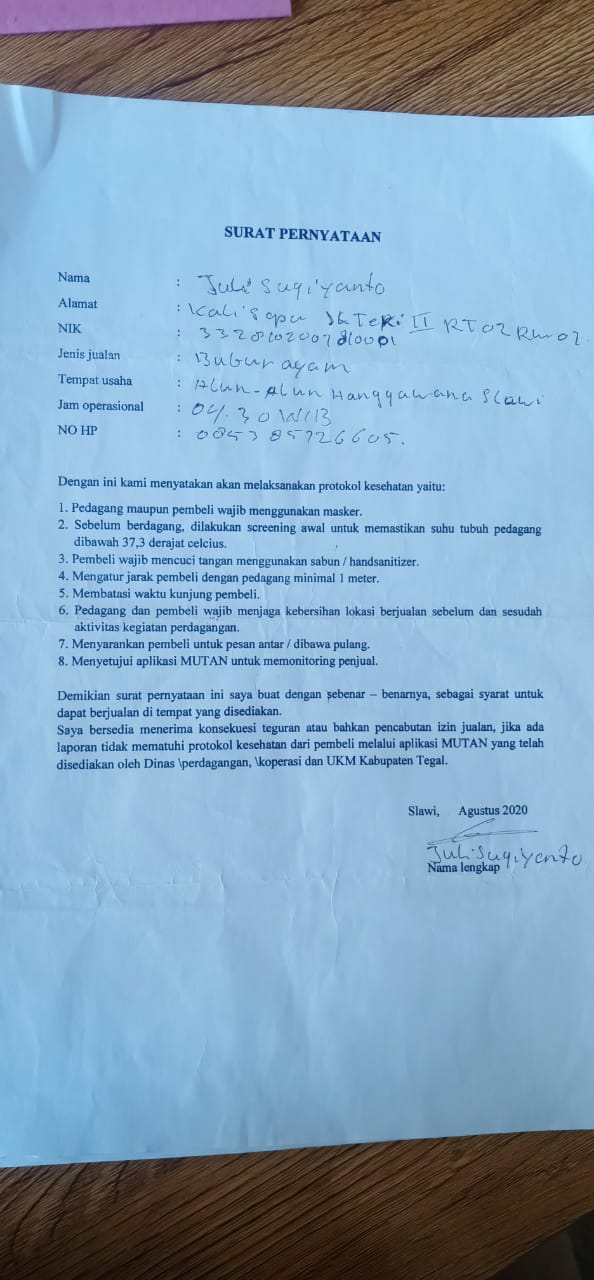 SURAT PERNYATAAN
Nama : Juli Sugiyanto
Alamat : Kalisapu Jl Teri II RT 02 RW 02
NIK :
Jenis jualan : Bubur ayam
Tempat usaha : Alun-Alun Hanggawana Slawi
Jam operasional : 04.30 WIB
NO HP : 085385726605.
Dengan ini kami menyatakan akan melaksanakan protokol kesehatan yaitu:
1. Pedagang maupun pembeli wajib menggunakan masker.
2. Sebelum berdagang, dilakukan screening awal untuk memastikan suhu tubuh pedagang
dibawah 37,3 derajat celcius.
3. Pembeli wajib mencuci tangan menggunakan sabun / handsanitizer.
4. Mengatur jarak pembeli dengan pedagang minimal 1 meter.
5. Membatasi waktu kunjung pembeli.
6. Pedagang dan pembeli wajib menjaga kebersihan lokasi berjualan sebelum dan sesudah
aktivitas kegiatan perdagangan.
7. Menyarankan pembeli untuk pesan antar / dibawa pulang.
8. Menyetujui aplikasi MUTAN untuk memonitoring penjual.
Demikian surat pernyataan ini saya buat dengan sebenar – benarnya, sebagai syarat untuk
dapat berjualan di tempat yang disediakan.
Saya bersedia menerima konsekuesi teguran atau bahkan pencabutan izin jualan, jika ada
laporan tidak mematuhi protokol kesehatan dari pembeli melalui aplikasi MUTAN yang telah
disediakan oleh Dinas \perdagangan, \koperasi dan UKM Kabupaten Tegal.
Slawi, Agustus 2020
Juli Sugiyanto
Nama lengkap